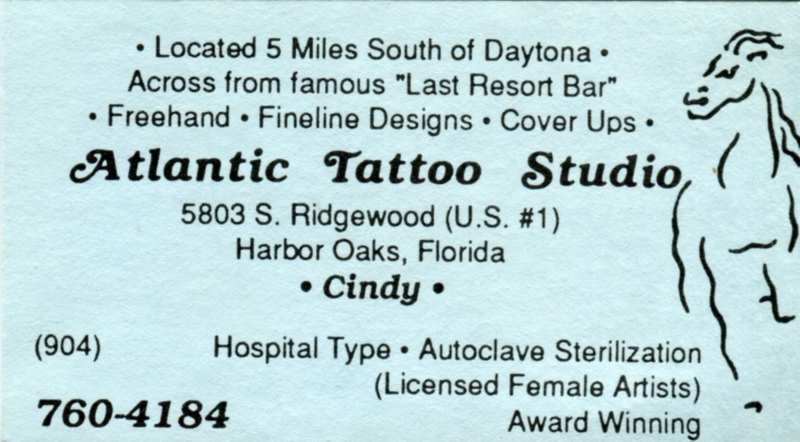 • Located 5 Miles South of Daytona •
Across from famous "Last Resort Bar"
• Freehand • Fineline Designs • Cover Ups •
Atlantic Tattoo Studio
5803 S. Ridgewood (U.S. #1)
Harbor Oaks, Florida
• Cindy •
(904)
760-4184
Hospital Type • Autoclave Sterilization
(Licensed Female Artists)
Award Winning